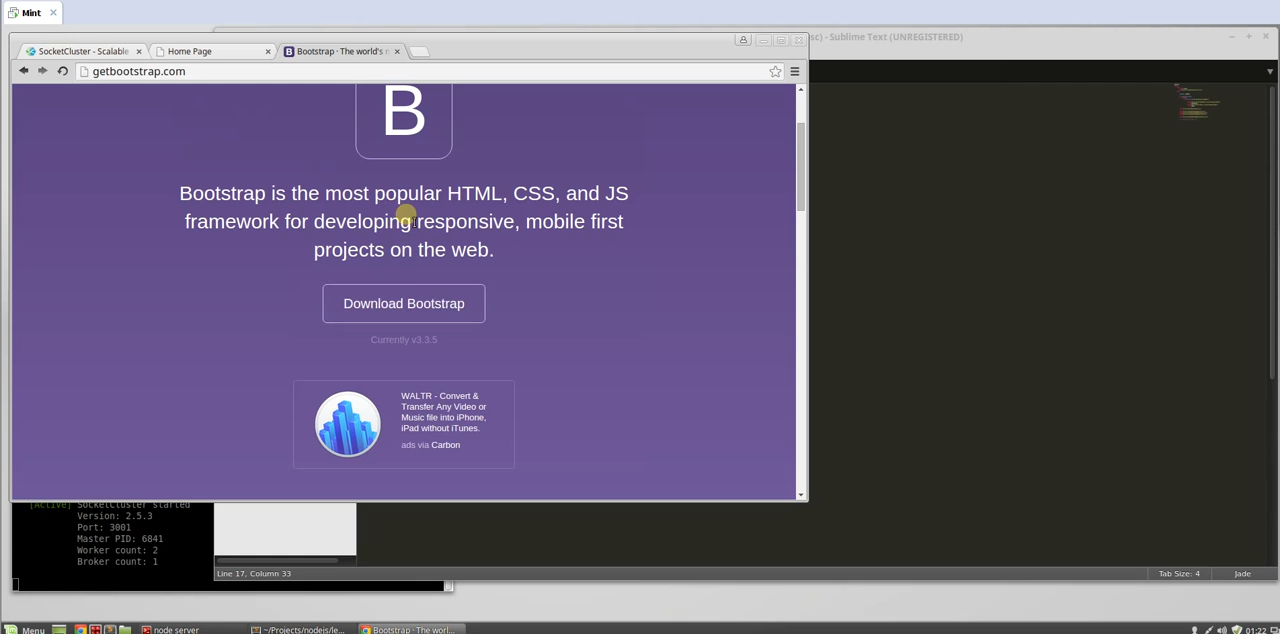 Mint
sc) - Sublime Text (UNREGISTERED)
SocketCluster - Scalable
Home Page
Bootstrap · The world's m
getbootstrap.com
B
Bootstrap is the most popular HTML, CSS, and JS
framework for developing responsive, mobile first
projects on the web.
Download Bootstrap
Currently v3.3.5
WALTR - Convert &
Transfer Any Video or
Music file into iPhone,
iPad without iTunes.
ads via Carbon
[Active] SocketCluster started
Version: 2.5.3
Port: 3001
Master PID: 6841
Worker count: 2
Broker count: 1
Line 17, Column 33
Tab Size: 4
Jade
Menu
node server
~/Projects/nodejs/le...
Bootstrap · The worl...
01:22